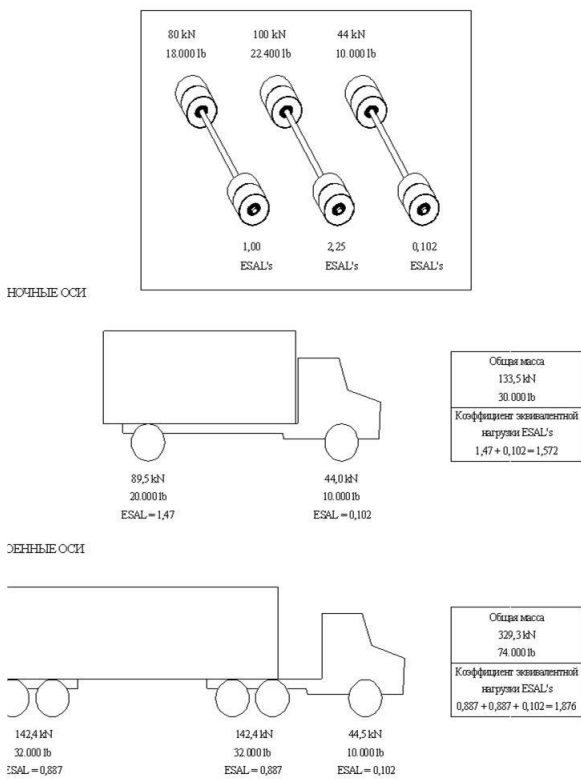 80 kN 100 kN 44 kN
18.000 lb 22.400 lb 10.000 lb
1,00 2,25 0,102
ESAL's ESAL's ESAL's
НОЧНЫЕ ОСИ
Общая масса
133,5 kN
30.000 lb
Коэффициент эквивалентной
нагрузки ESAL's
1,47 + 0,102 = 1,572
89,5 kN 44,0 kN
20.000 lb 10.000 lb
ESAL = 1,47 ESAL = 0,102
ОЕННЫЕ ОСИ
Общая масса
329,3 kN
74.000 lb
Коэффициент эквивалентной
нагрузки ESAL's
0,887 + 0,887 + 0,102 = 1,876
142,4 kN 142,4 kN 44,5 kN
32.000 lb 32.000 lb 10.000 lb
ESAL = 0,887 ESAL = 0,887 ESAL = 0,102